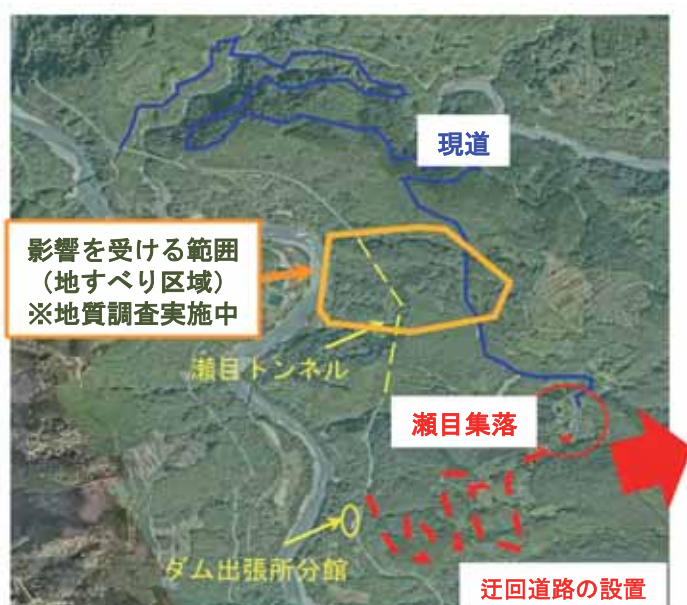 現道
影響を受ける範囲
（地すべり区域）
※地質調査実施中
瀬目トンネル
瀬目集落
ダム出張所分館
迂回道路の設置